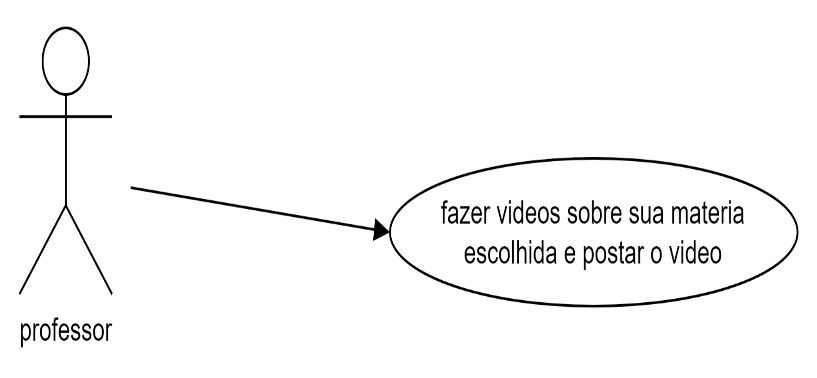 fazer videos sobre sua materia
escolhida e postar o video
professor